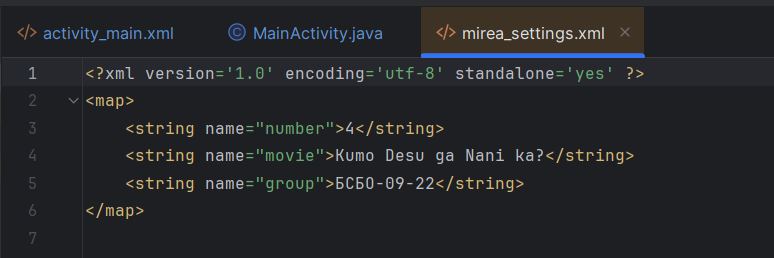 activity_main.xml MainActivity.java mirea_settings.xml
1 <?xml version='1.0' encoding='utf-8' standalone='yes' ?>
2 <map>
3     <string name="number">4</string>
4     <string name="movie">Kumo Desu ga Nani ka?</string>
5     <string name="group">БСБО-09-22</string>
6 </map>
7